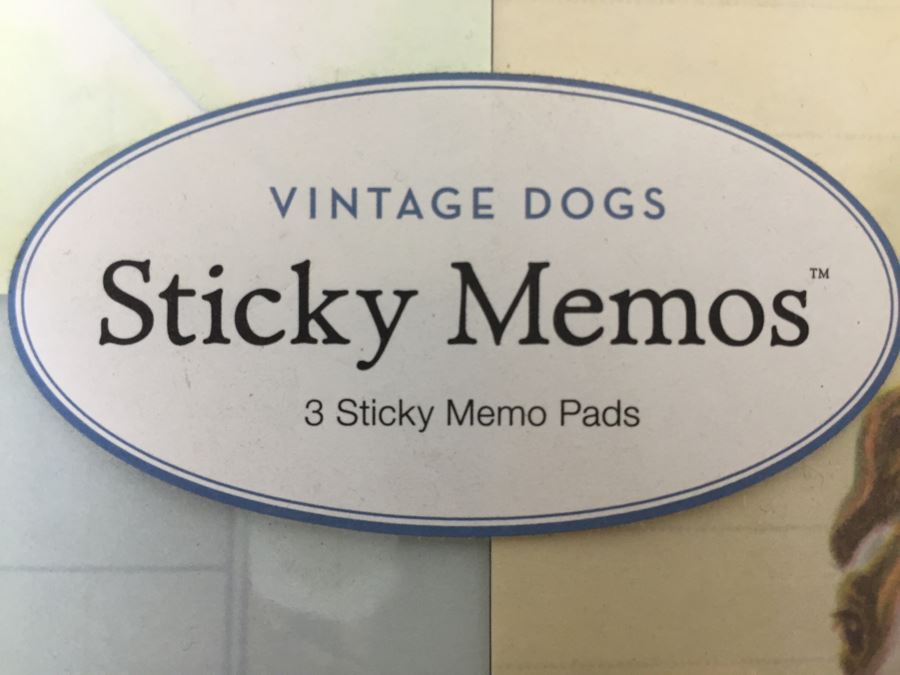 VINTAGE DOGS
Sticky Memos™
3 Sticky Memo Pads